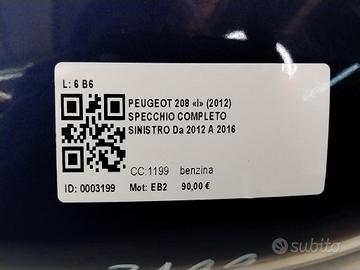 L: 6 B6
PEUGEOT 208 «I» (2012)
SPECCHIO COMPLETO
SINISTRO Da 2012 A 2016
CC:1199 benzina
ID: 0003199 Mot: EB2 90,00 €
subito